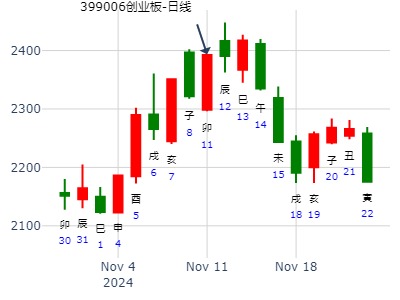 399006创业板-日线
2400
2300
2200
2100
卯 30
辰 31
巳 1
申 4
酉 5
戌 6
亥 7
子 8
卯 11
辰 12
巳 13
午 14
未 15
戌 18
亥 19
子 20
丑 21
寅 22
Nov 4
2024
Nov 11
Nov 18